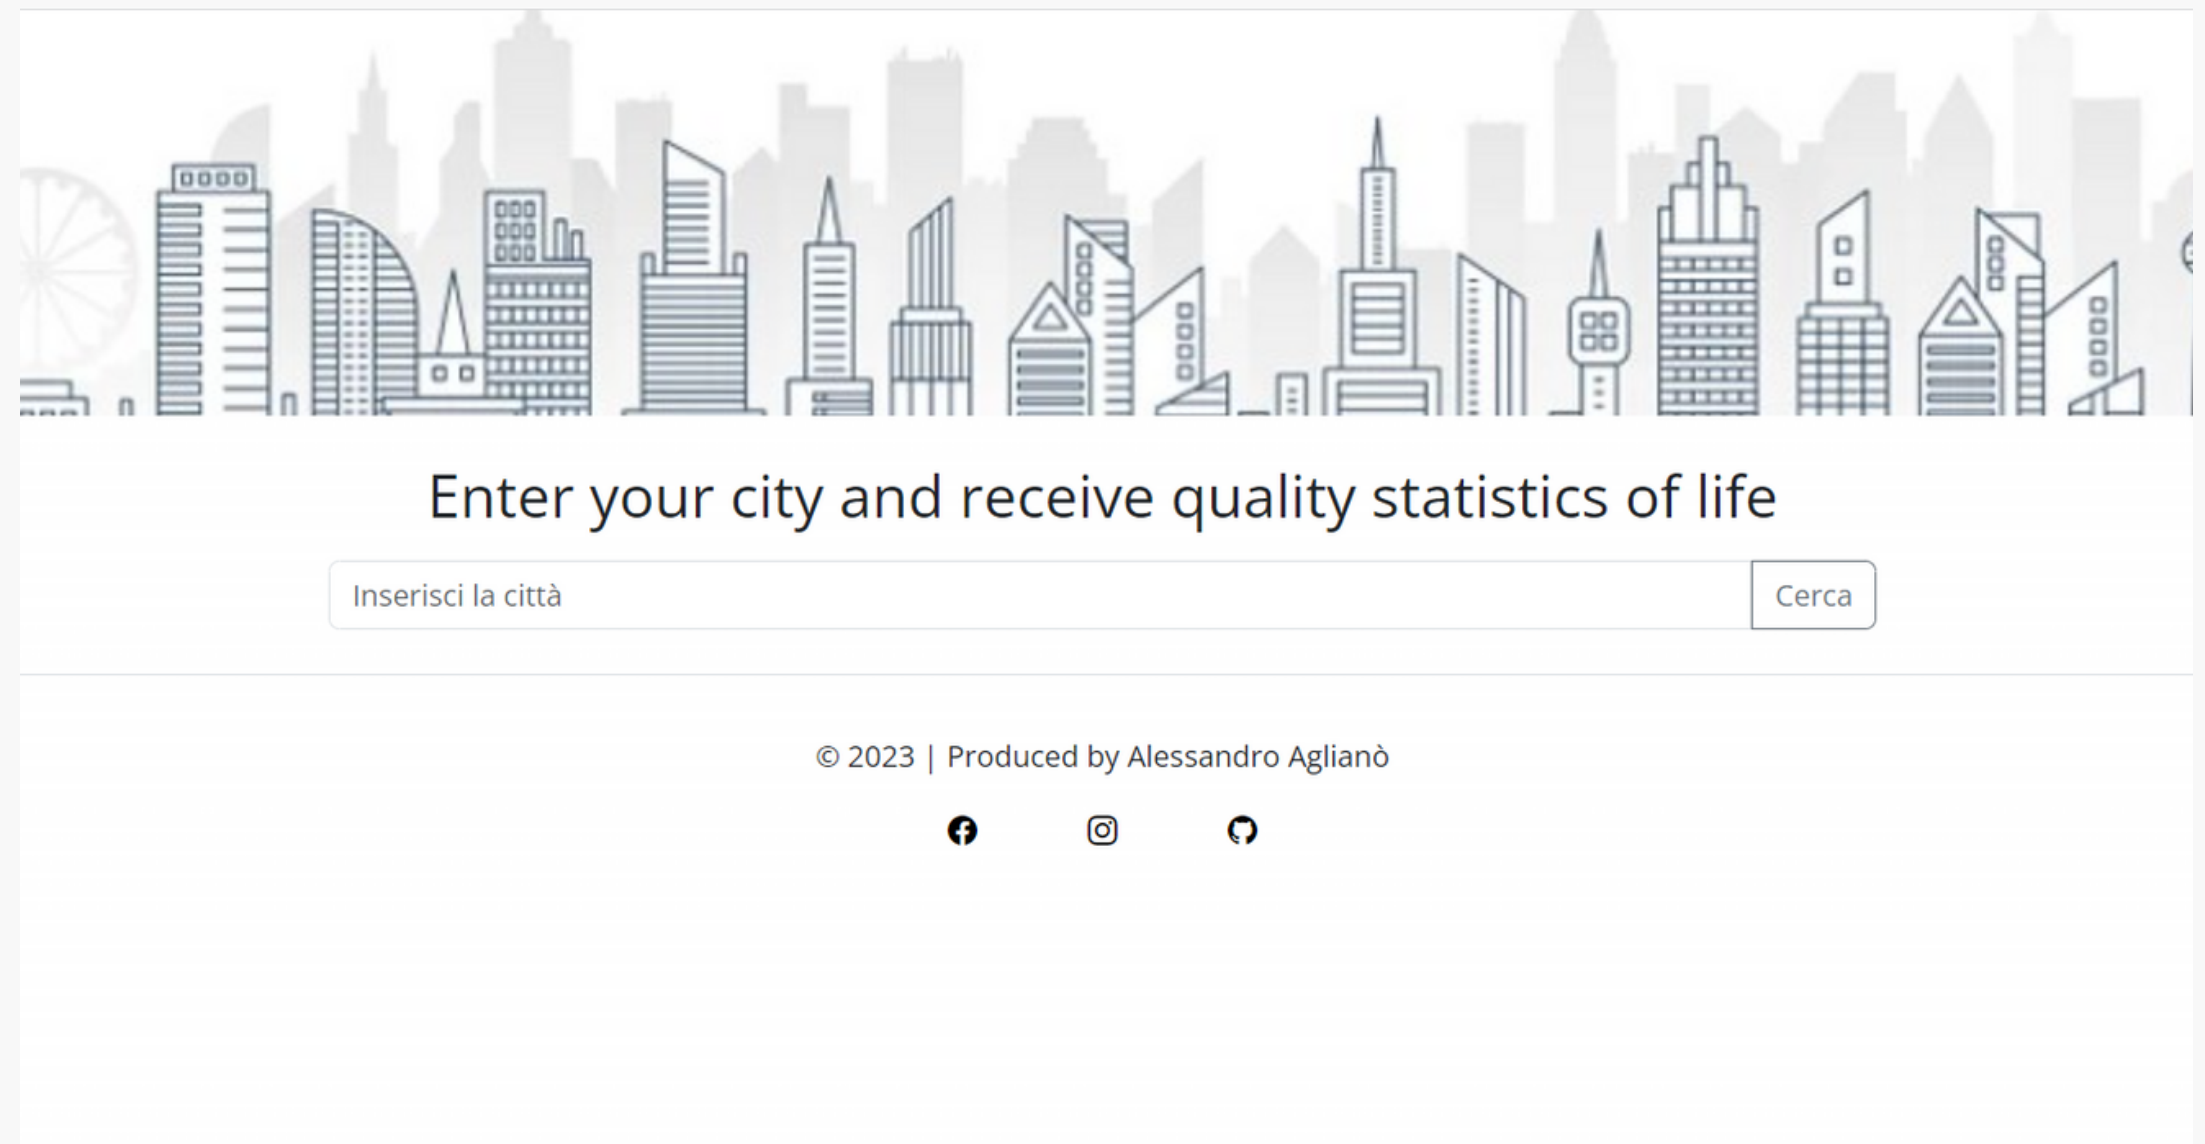 Enter your city and receive quality statistics of life
Inserisci la città
Cerca
© 2023 | Produced by Alessandro Aglianò